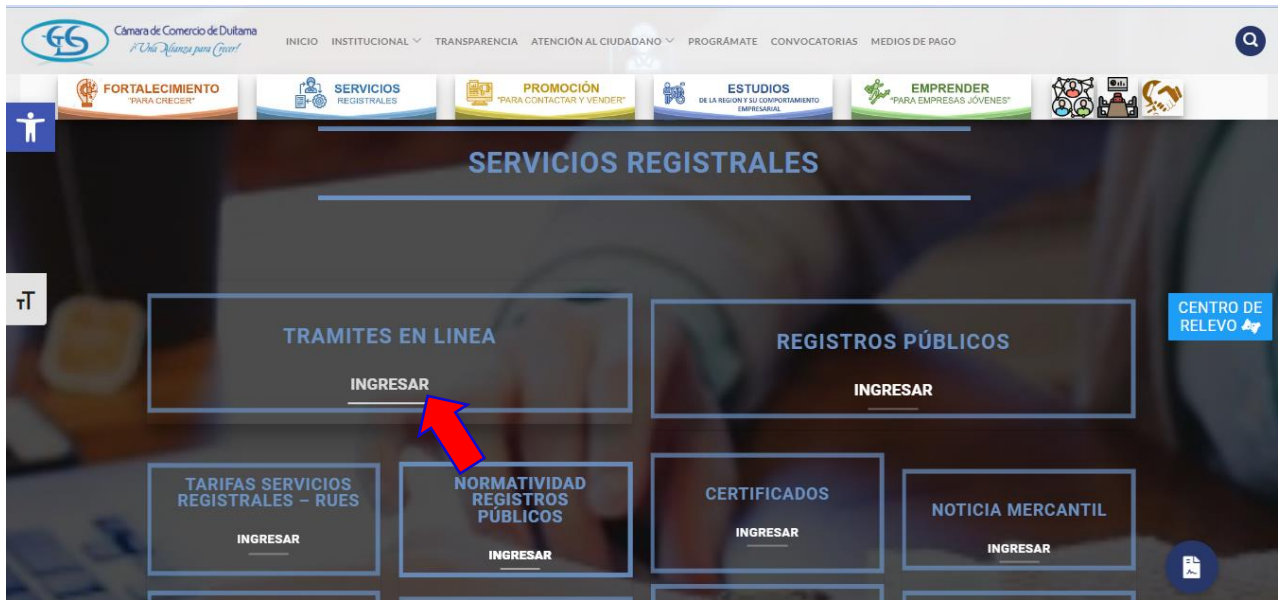 Cámara de Comercio de Duitama
¡Una Alianza para Crecer!
INICIO INSTITUCIONAL TRANSPARENCIA ATENCIÓN AL CIUDADANO PROGRÁMATE CONVOCATORIAS MEDIOS DE PAGO
FORTALECIMIENTO
"PARA CRECER"
SERVICIOS
REGISTRALES
PROMOCIÓN
"PARA CONTACTAR Y VENDER"
ESTUDIOS
DE LA REGION Y SU COMPORTAMIENTO
EMPRESARIAL
EMPRENDER
"PARA EMPRESAS JÓVENES"
SERVICIOS REGISTRALES
TT
CENTRO DE
RELEVO
TRAMITES EN LINEA
INGRESAR
REGISTROS PÚBLICOS
INGRESAR
TARIFAS SERVICIOS
REGISTRALES – RUES
INGRESAR
NORMATIVIDAD
REGISTROS
PÚBLICOS
INGRESAR
CERTIFICADOS
INGRESAR
NOTICIA MERCANTIL
INGRESAR